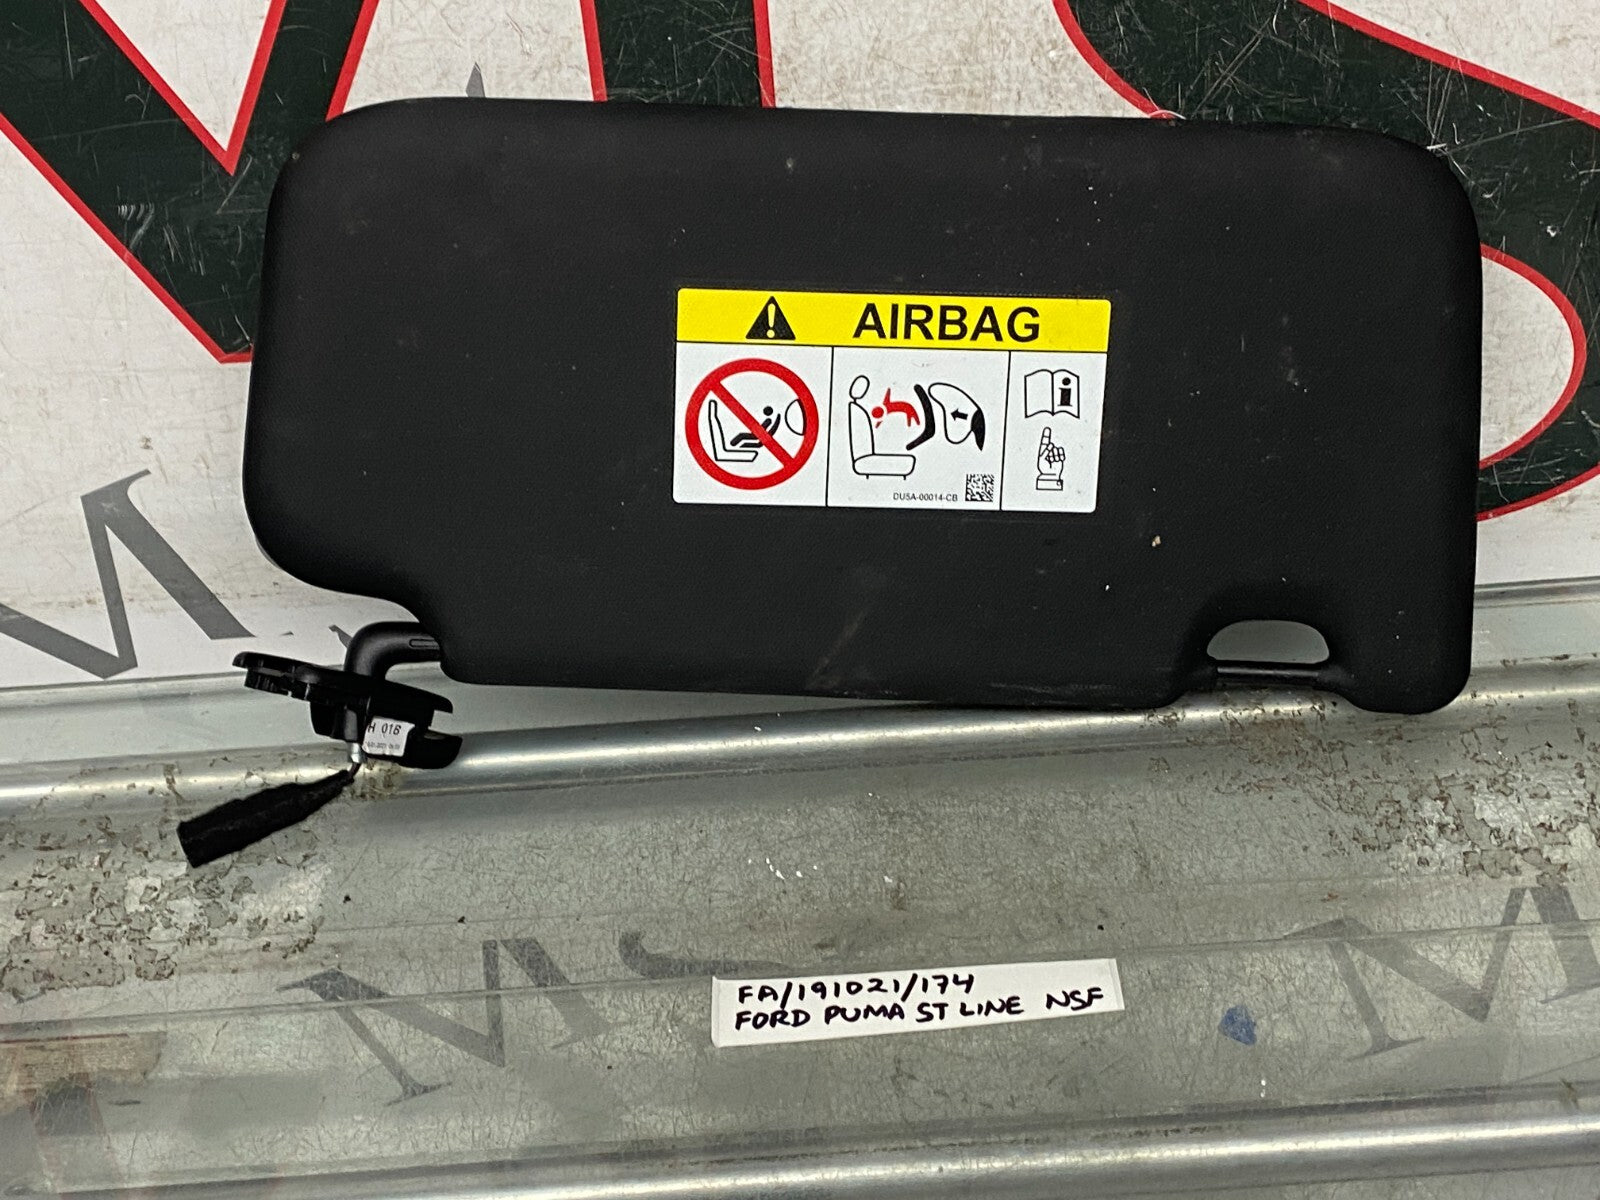 AIRBAG
i
DU5A-00014-CB
H 016
FA/191021/174
FORD PUMA ST LINE NSF